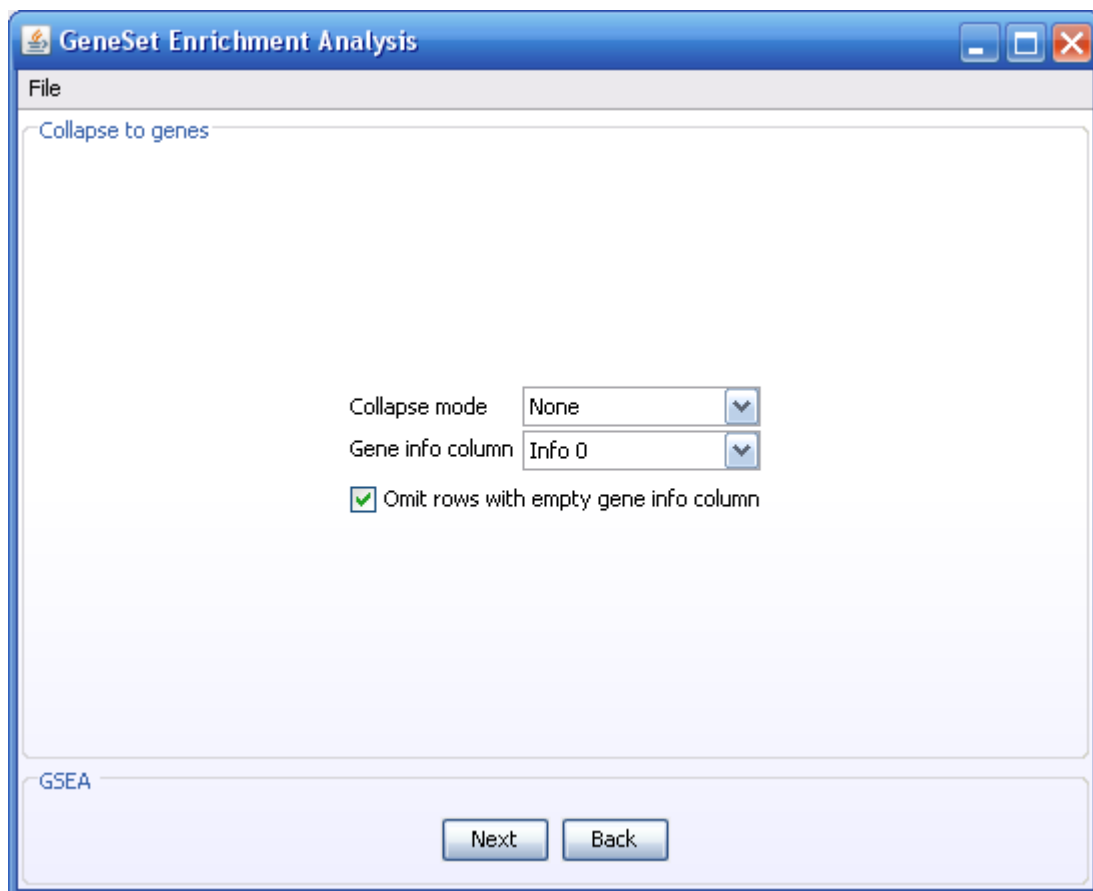 GeneSet Enrichment Analysis
File
Collapse to genes
Collapse mode None
Gene info column Info 0
Omit rows with empty gene info column
GSEA
Next Back